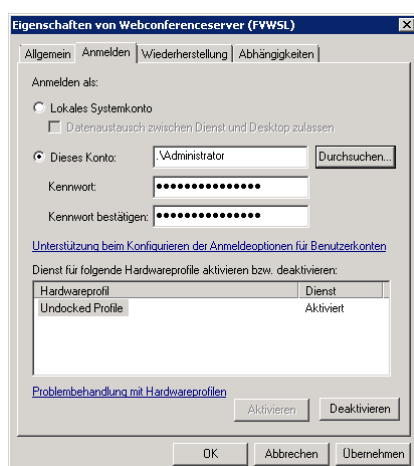 Eigenschaften von Webconferenceserver (FVWSL)
Allgemein Anmelden Wiederherstellung Abhängigkeiten
Anmelden als:
Lokales Systemkonto
Datenaustausch zwischen Dienst und Desktop zulassen
Dieses Konto: .\Administrator Durchsuchen...
Kennwort: •••••••••••••••
Kennwort bestätigen: •••••••••••••••
Unterstützung beim Konfigurieren der Anmeldeoptionen für Benutzerkonten
Dienst für folgende Hardwareprofile aktivieren bzw. deaktivieren:
Hardwareprofil Dienst
Undocked Profile Aktiviert
Problembehandlung mit Hardwareprofilen
Aktivieren Deaktivieren
OK Abbrechen Übernehmen